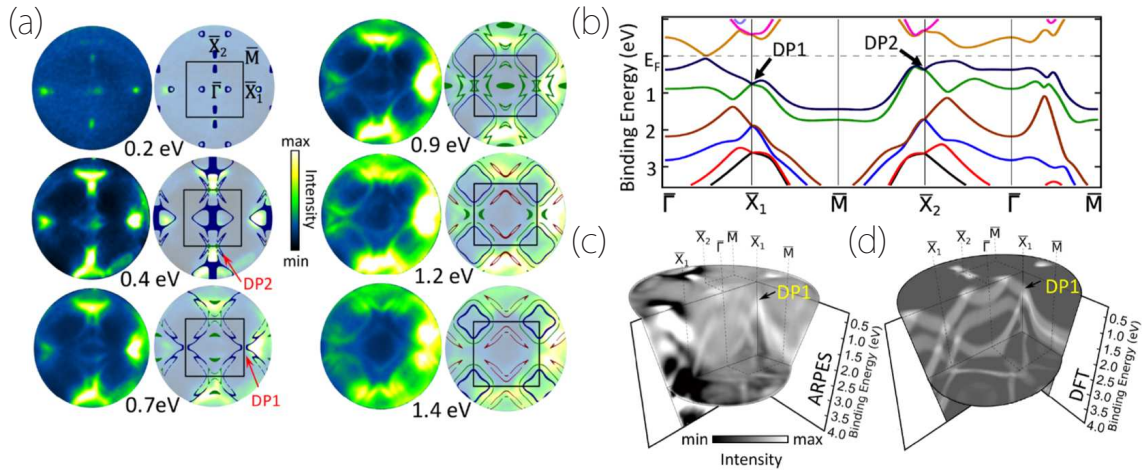 (a)
X̄₂
M̄
Γ̄
X̄₁
0.2 eV
max
Intensity
min
0.4 eV
DP2
0.7eV
DP1
0.9 eV
1.2 eV
1.4 eV
(b)
Binding Energy (eV)
E_F
1
2
3
DP1
DP2
Γ̄ X̄₁ M̄ X̄₂ Γ̄ M̄
(c)
X̄₁ X̄₂ Γ̄ M̄ X̄₁ M̄
DP1
ARPES
0.5
1.0
1.5
2.0
2.5
3.0
3.5
4.0
Binding Energy (eV)
min max
Intensity
(d)
X̄₁ X̄₂ Γ̄ M̄ X̄₁ M̄
DP1
DFT
0.5
1.0
1.5
2.0
2.5
3.0
3.5
4.0
Binding Energy (eV)